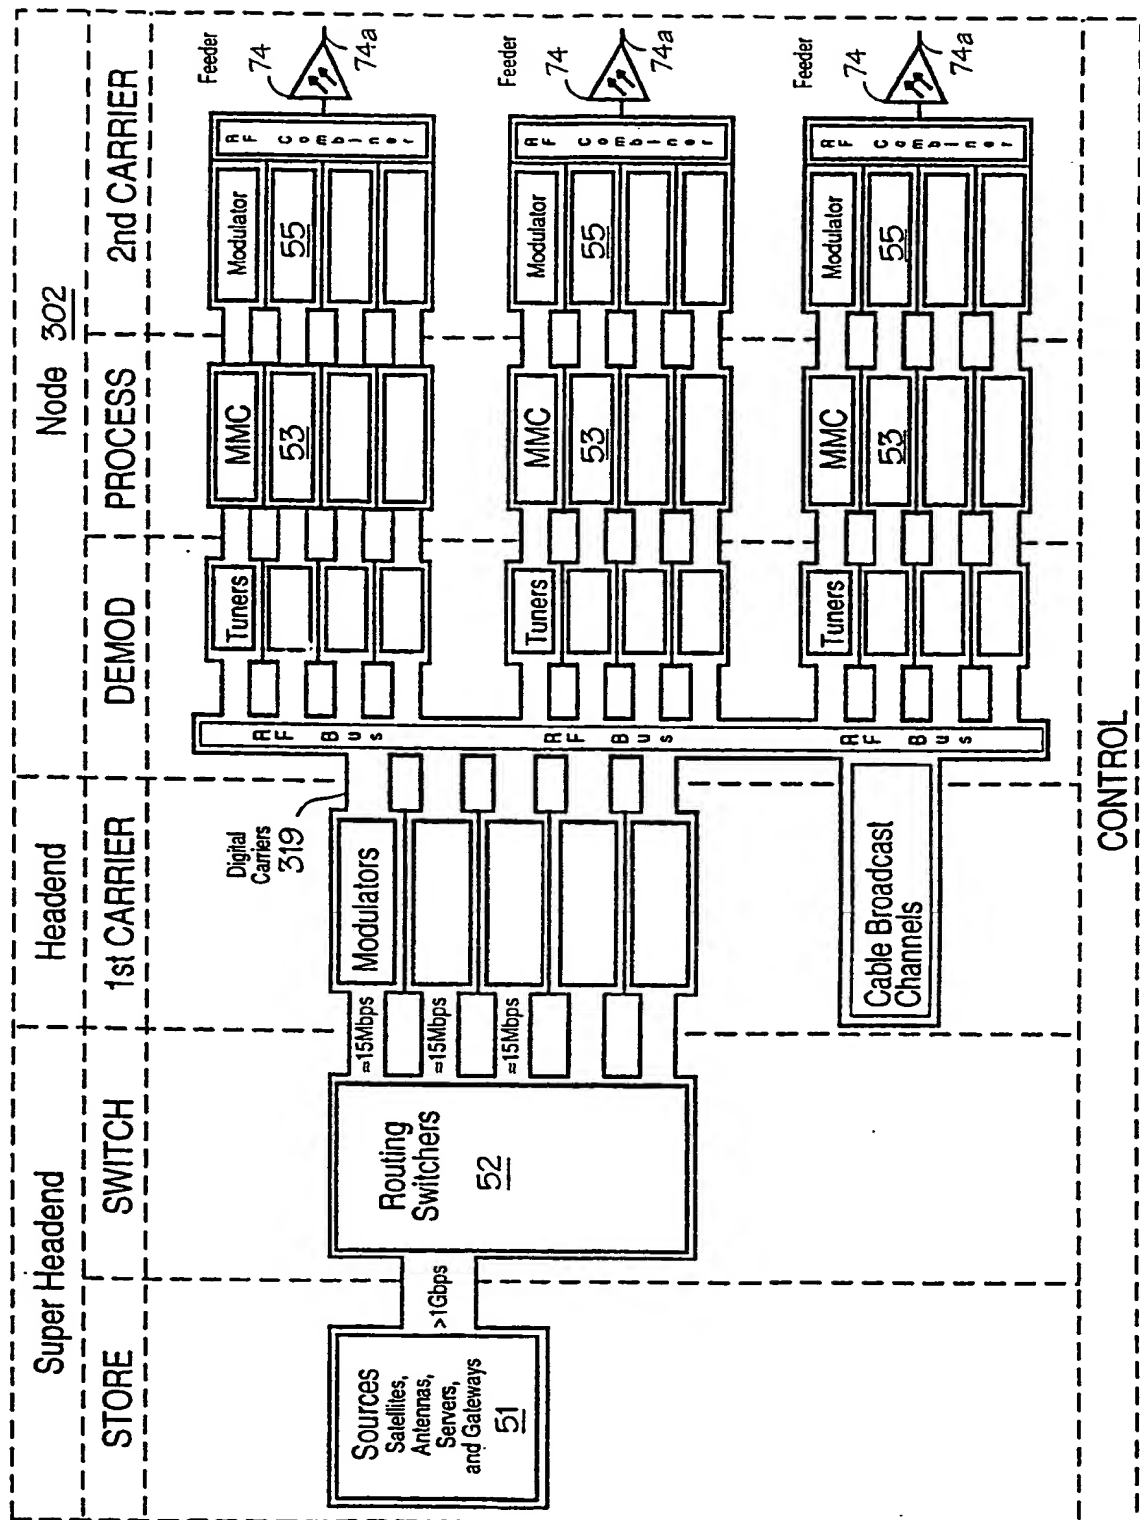 Super Headend
Headend
Node 302
STORE
SWITCH
1st CARRIER
DEMOD
PROCESS
2nd CARRIER
Sources
Satellites,
Antennas,
Servers,
and Gateways
51
>1Gbps
Routing
Switchers
52
≈15Mbps
≈15Mbps
≈15Mbps
Modulators
Digital
Carriers
319
Cable Broadcast
Channels
RF Bus
RF Bus
RF Bus
Tuners
MMC
53
Modulator
55
RF Combiner
Feeder
74
74a
Tuners
MMC
53
Modulator
55
RF Combiner
Feeder
74
74a
Tuners
MMC
53
Modulator
55
RF Combiner
Feeder
74
74a
CONTROL